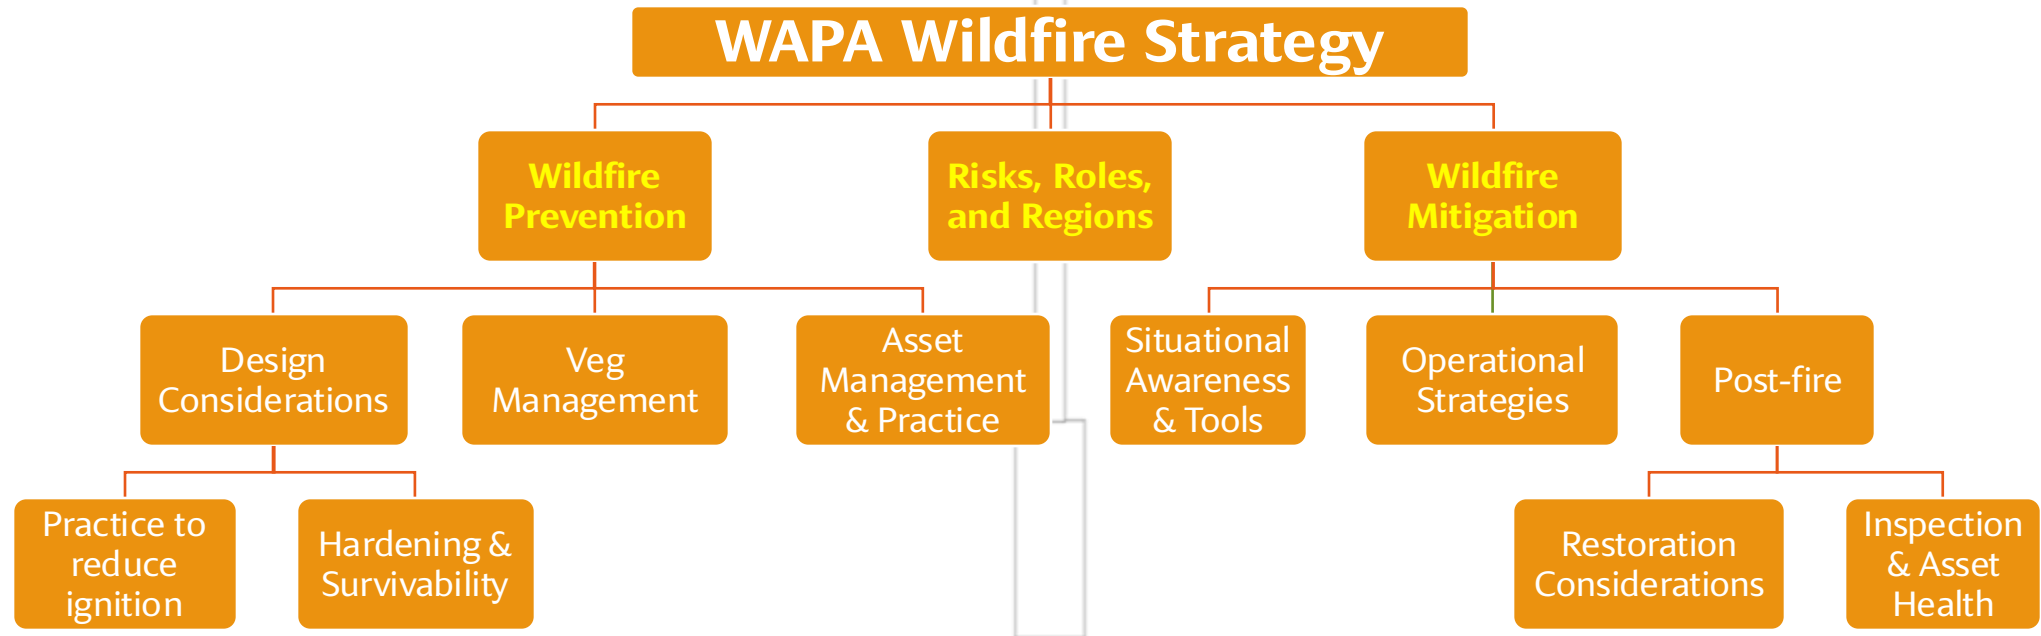 WAPA Wildfire Strategy
Wildfire
Prevention
Risks, Roles,
and Regions
Wildfire
Mitigation
Design
Considerations
Veg
Management
Asset
Management
& Practice
Situational
Awareness
& Tools
Operational
Strategies
Post-fire
Practice to
reduce
ignition
Hardening &
Survivability
Restoration
Considerations
Inspection
& Asset
Health